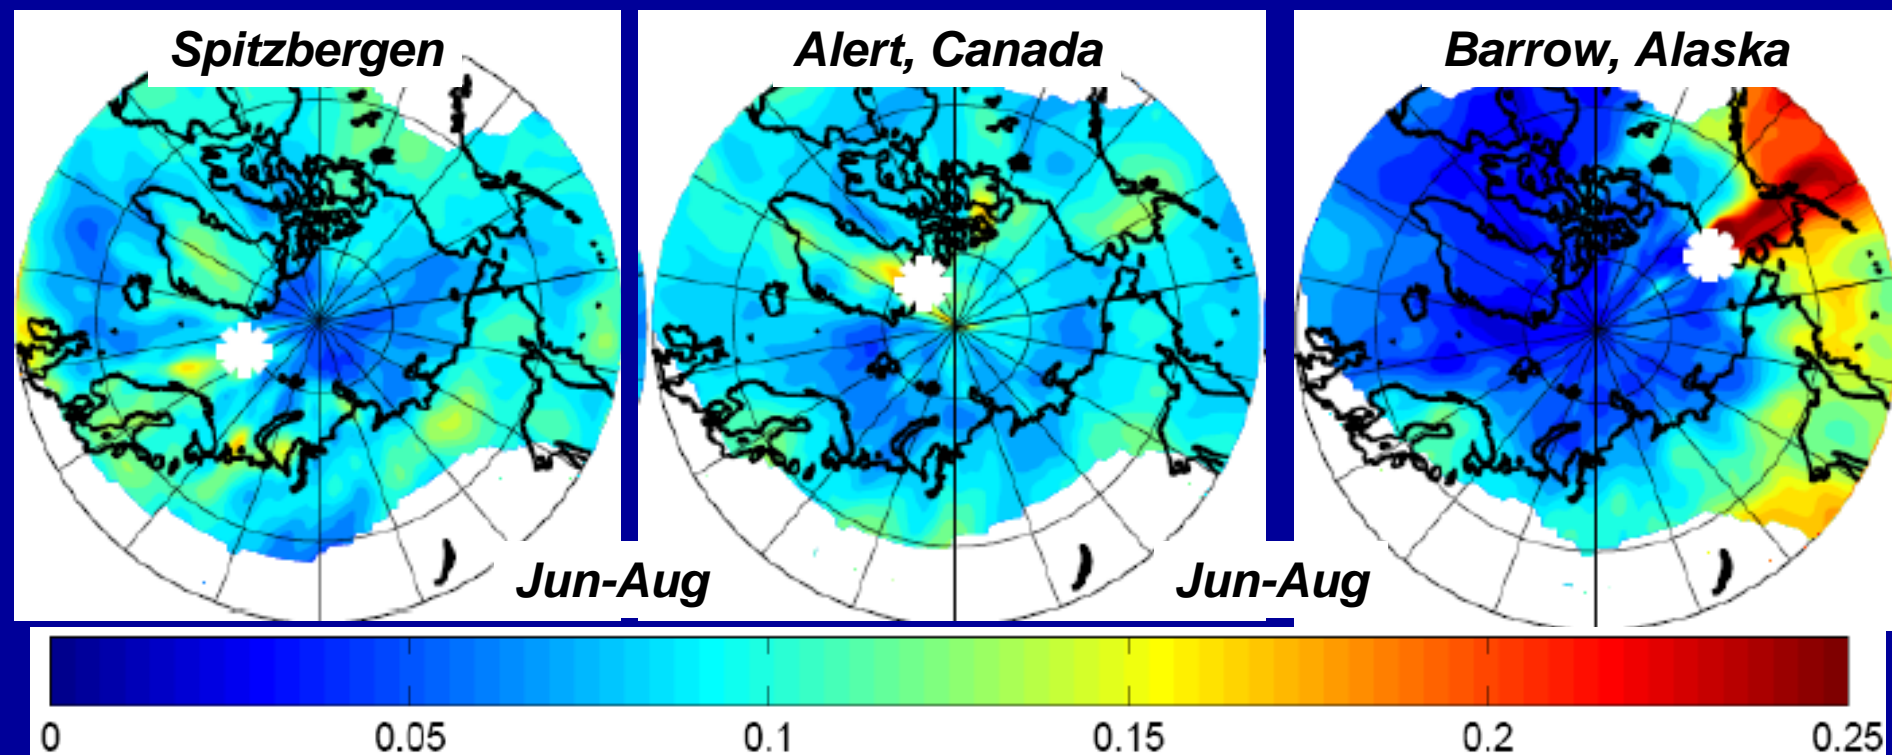 Spitzbergen
Alert, Canada
Barrow, Alaska
Jun-Aug
Jun-Aug
0 0.05 0.1 0.15 0.2 0.25